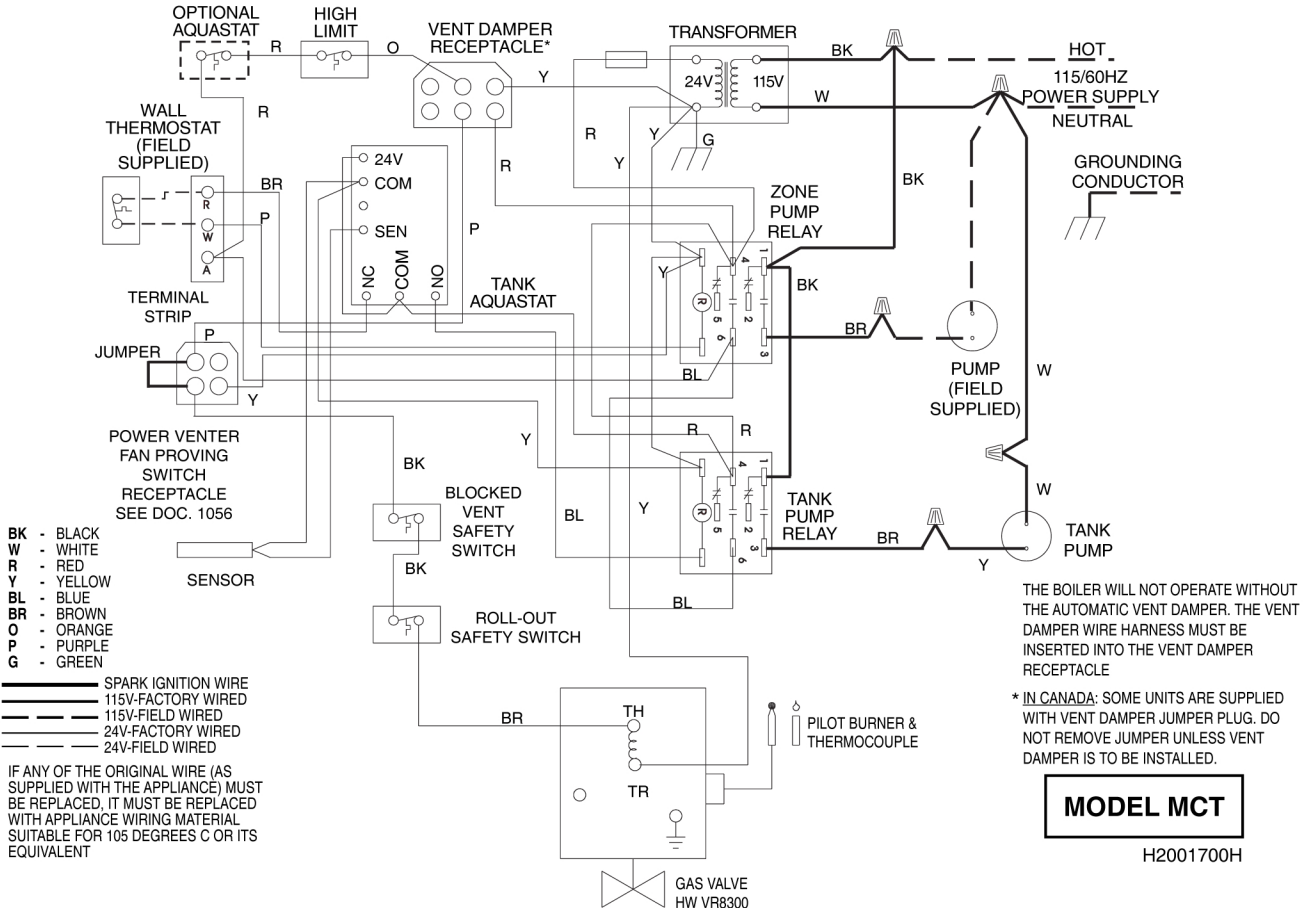 OPTIONAL
AQUASTAT
HIGH
LIMIT
VENT DAMPER
RECEPTACLE*
TRANSFORMER
24V
115V
BK
HOT
115/60HZ
POWER SUPPLY
NEUTRAL
R
O
Y
W
R
WALL
THERMOSTAT
(FIELD
SUPPLIED)
R
Y
Y
G
R
BK
GROUNDING
CONDUCTOR
BR
P
R
W
A
24V
COM
SEN
NC
COM
NO
P
TANK
AQUASTAT
ZONE
PUMP
RELAY
Y
R
4
1
5
2
6
3
BK
BR
PUMP
(FIELD
SUPPLIED)
W
TERMINAL
STRIP
P
JUMPER
Y
BL
POWER VENTER
FAN PROVING
SWITCH
RECEPTACLE
SEE DOC. 1056
BK
Y
R
R
BLOCKED
VENT
SAFETY
SWITCH
BL
Y
R
4
1
5
2
6
3
TANK
PUMP
RELAY
BR
W
Y
TANK
PUMP
SENSOR
BK
BL
ROLL-OUT
SAFETY SWITCH
BK - BLACK
W - WHITE
R - RED
Y - YELLOW
BL - BLUE
BR - BROWN
O - ORANGE
P - PURPLE
G - GREEN
SPARK IGNITION WIRE
115V-FACTORY WIRED
115V-FIELD WIRED
24V-FACTORY WIRED
24V-FIELD WIRED
IF ANY OF THE ORIGINAL WIRE (AS
SUPPLIED WITH THE APPLIANCE) MUST
BE REPLACED, IT MUST BE REPLACED
WITH APPLIANCE WIRING MATERIAL
SUITABLE FOR 105 DEGREES C OR ITS
EQUIVALENT
BR
TH
TR
PILOT BURNER &
THERMOCOUPLE
GAS VALVE
HW VR8300
THE BOILER WILL NOT OPERATE WITHOUT
THE AUTOMATIC VENT DAMPER. THE VENT
DAMPER WIRE HARNESS MUST BE
INSERTED INTO THE VENT DAMPER
RECEPTACLE
* IN CANADA: SOME UNITS ARE SUPPLIED
WITH VENT DAMPER JUMPER PLUG. DO
NOT REMOVE JUMPER UNLESS VENT
DAMPER IS TO BE INSTALLED.
MODEL MCT
H2001700H